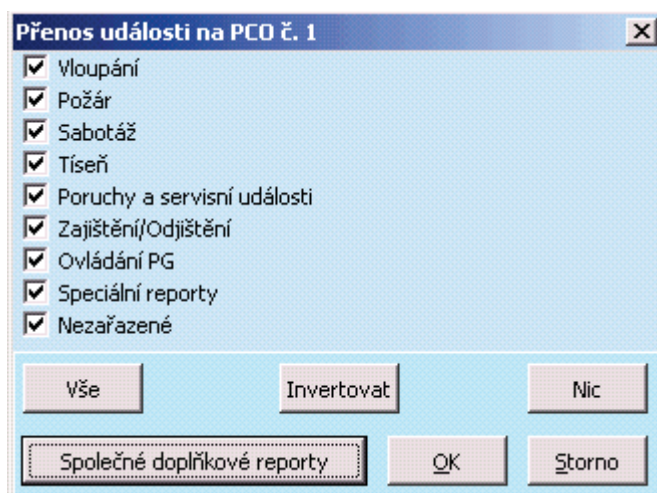 Přenos události na PCO č. 1
Vloupání
Požár
Sabotáž
Tíseň
Poruchy a servisní události
Zajištění/Odjištění
Ovládání PG
Speciální reporty
Nezařazené
Vše Invertovat Nic
Společné doplňkové reporty OK Storno